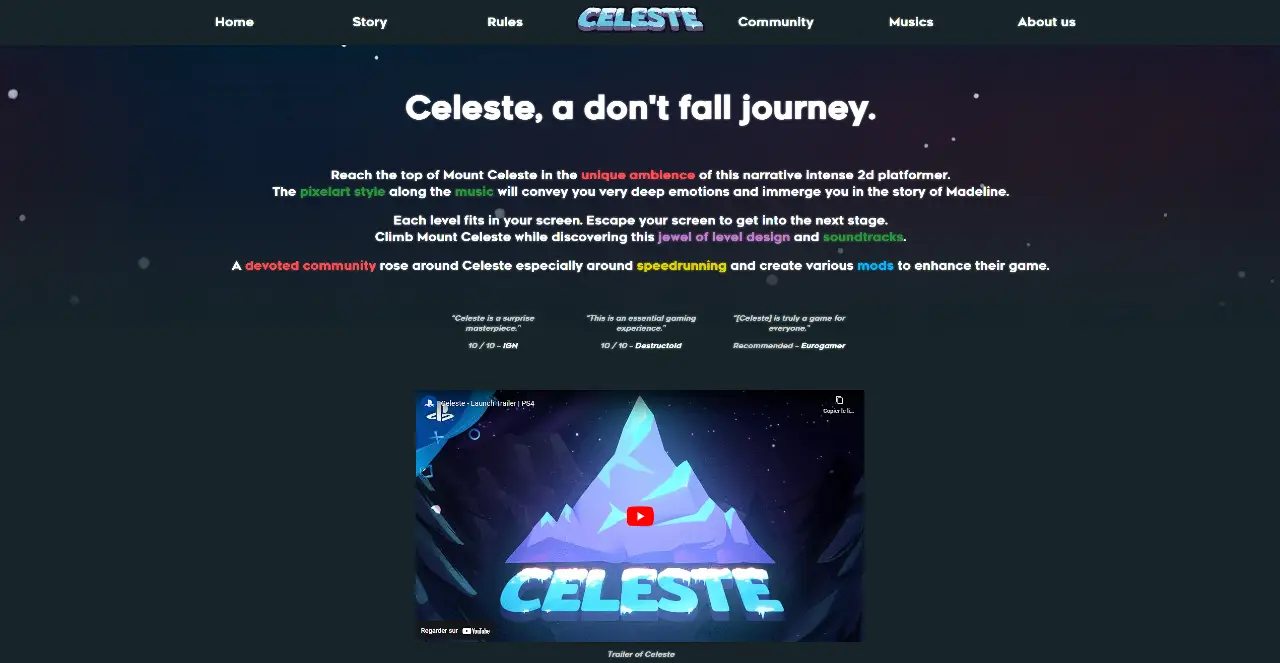 Home Story Rules CELESTE Community Musics About us
Celeste, a don't fall journey.
Reach the top of Mount Celeste in the unique ambience of this narrative intense 2d platformer.
The pixelart style along the music will convey you very deep emotions and immerge you in the story of Madeline.
Each level fits in your screen. Escape your screen to get into the next stage.
Climb Mount Celeste while discovering this jewel of level design and soundtracks.
A devoted community rose around Celeste especially around speedrunning and create various mods to enhance their game.
"Celeste is a surprise
masterpiece."
10 / 10 - IGN
"This is an essential gaming
experience."
10 / 10 - Destructoid
"[Celeste] is truly a game for
everyone."
Recommended - Eurogamer
Celeste - Launch Trailer | PS4
Copier le li...
CELESTE
Regarder sur YouTube
Trailer of Celeste